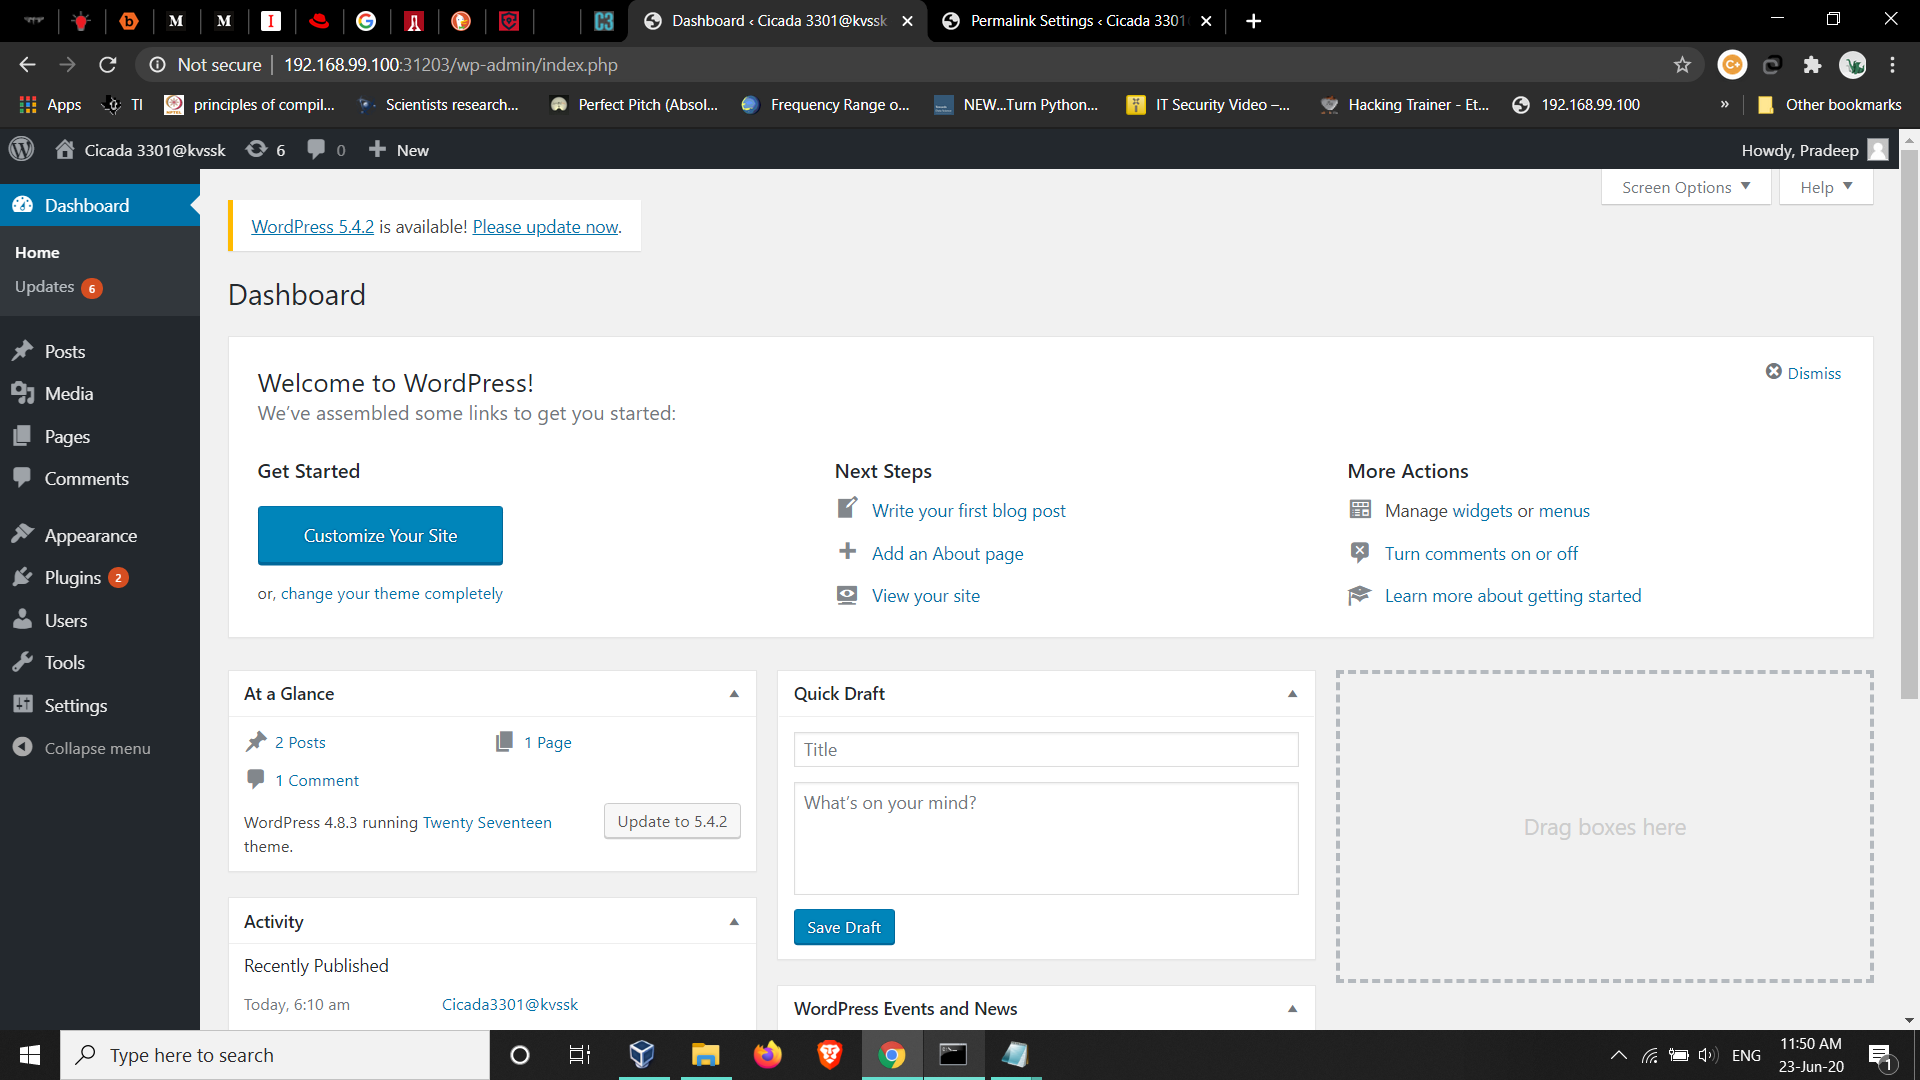 Dashboard ‹ Cicada 3301@kvssk
Permalink Settings ‹ Cicada 3301
Not secure
192.168.99.100:31203/wp-admin/index.php
Apps
TI
principles of compil...
Scientists research...
Perfect Pitch (Absol...
Frequency Range o...
NEW...Turn Python...
IT Security Video –...
Hacking Trainer - Et...
192.168.99.100
»
Other bookmarks
Cicada 3301@kvssk
6
0
New
Howdy, Pradeep
Screen Options
Help
Dashboard
Home
Updates 6
Posts
Media
Pages
Comments
Appearance
Plugins 2
Users
Tools
Settings
Collapse menu
WordPress 5.4.2 is available! Please update now.
Dashboard
Welcome to WordPress!
We've assembled some links to get you started:
Dismiss
Get Started
Customize Your Site
or, change your theme completely
Next Steps
Write your first blog post
Add an About page
View your site
More Actions
Manage widgets or menus
Turn comments on or off
Learn more about getting started
At a Glance
2 Posts
1 Page
1 Comment
WordPress 4.8.3 running Twenty Seventeen
theme.
Update to 5.4.2
Activity
Recently Published
Today, 6:10 am
Cicada3301@kvssk
Quick Draft
Title
What's on your mind?
Save Draft
WordPress Events and News
Drag boxes here
Type here to search
ENG
11:50 AM
23-Jun-20
1